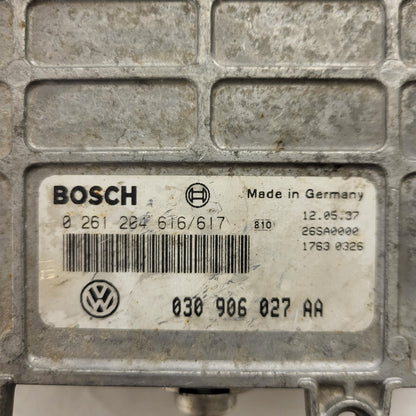 BOSCH Made in Germany
0 261 204 616/617 810 12.05.37
26SA0000
1763 0326
030 906 027 AA